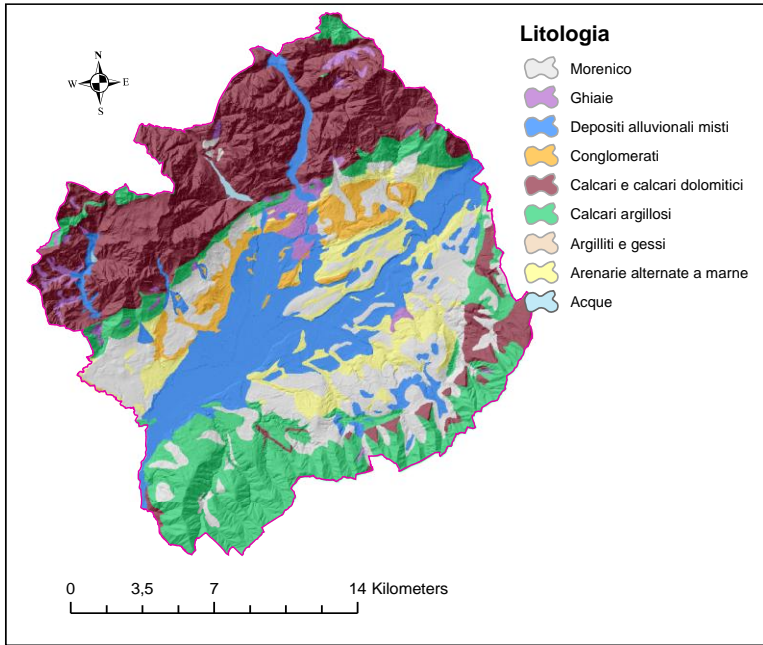 Litologia
N
W E
S
Morenico
Ghiaie
Depositi alluvionali misti
Conglomerati
Calcari e calcari dolomitici
Calcari argillosi
Argilliti e gessi
Arenarie alternate a marne
Acque
0 3,5 7 14 Kilometers